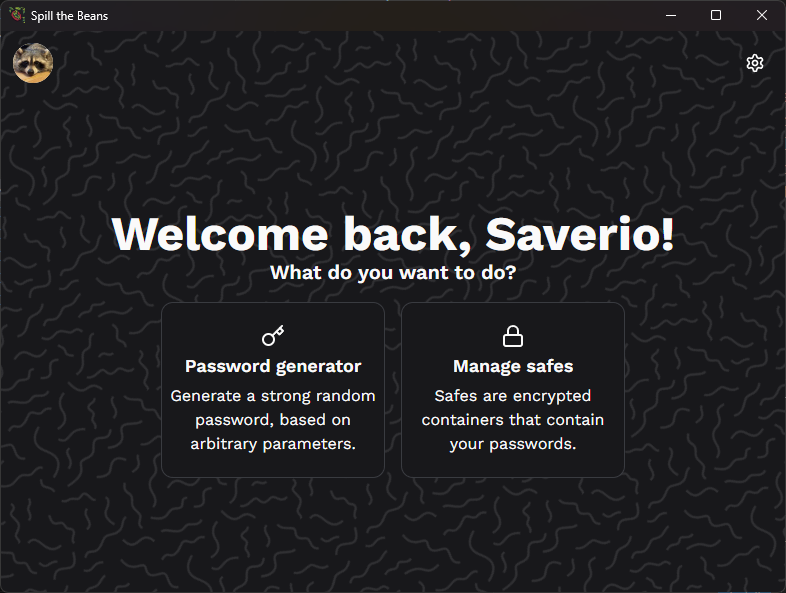 Spill the Beans
Welcome back, Saverio!
What do you want to do?
Password generator
Generate a strong random
password, based on
arbitrary parameters.
Manage safes
Safes are encrypted
containers that contain
your passwords.